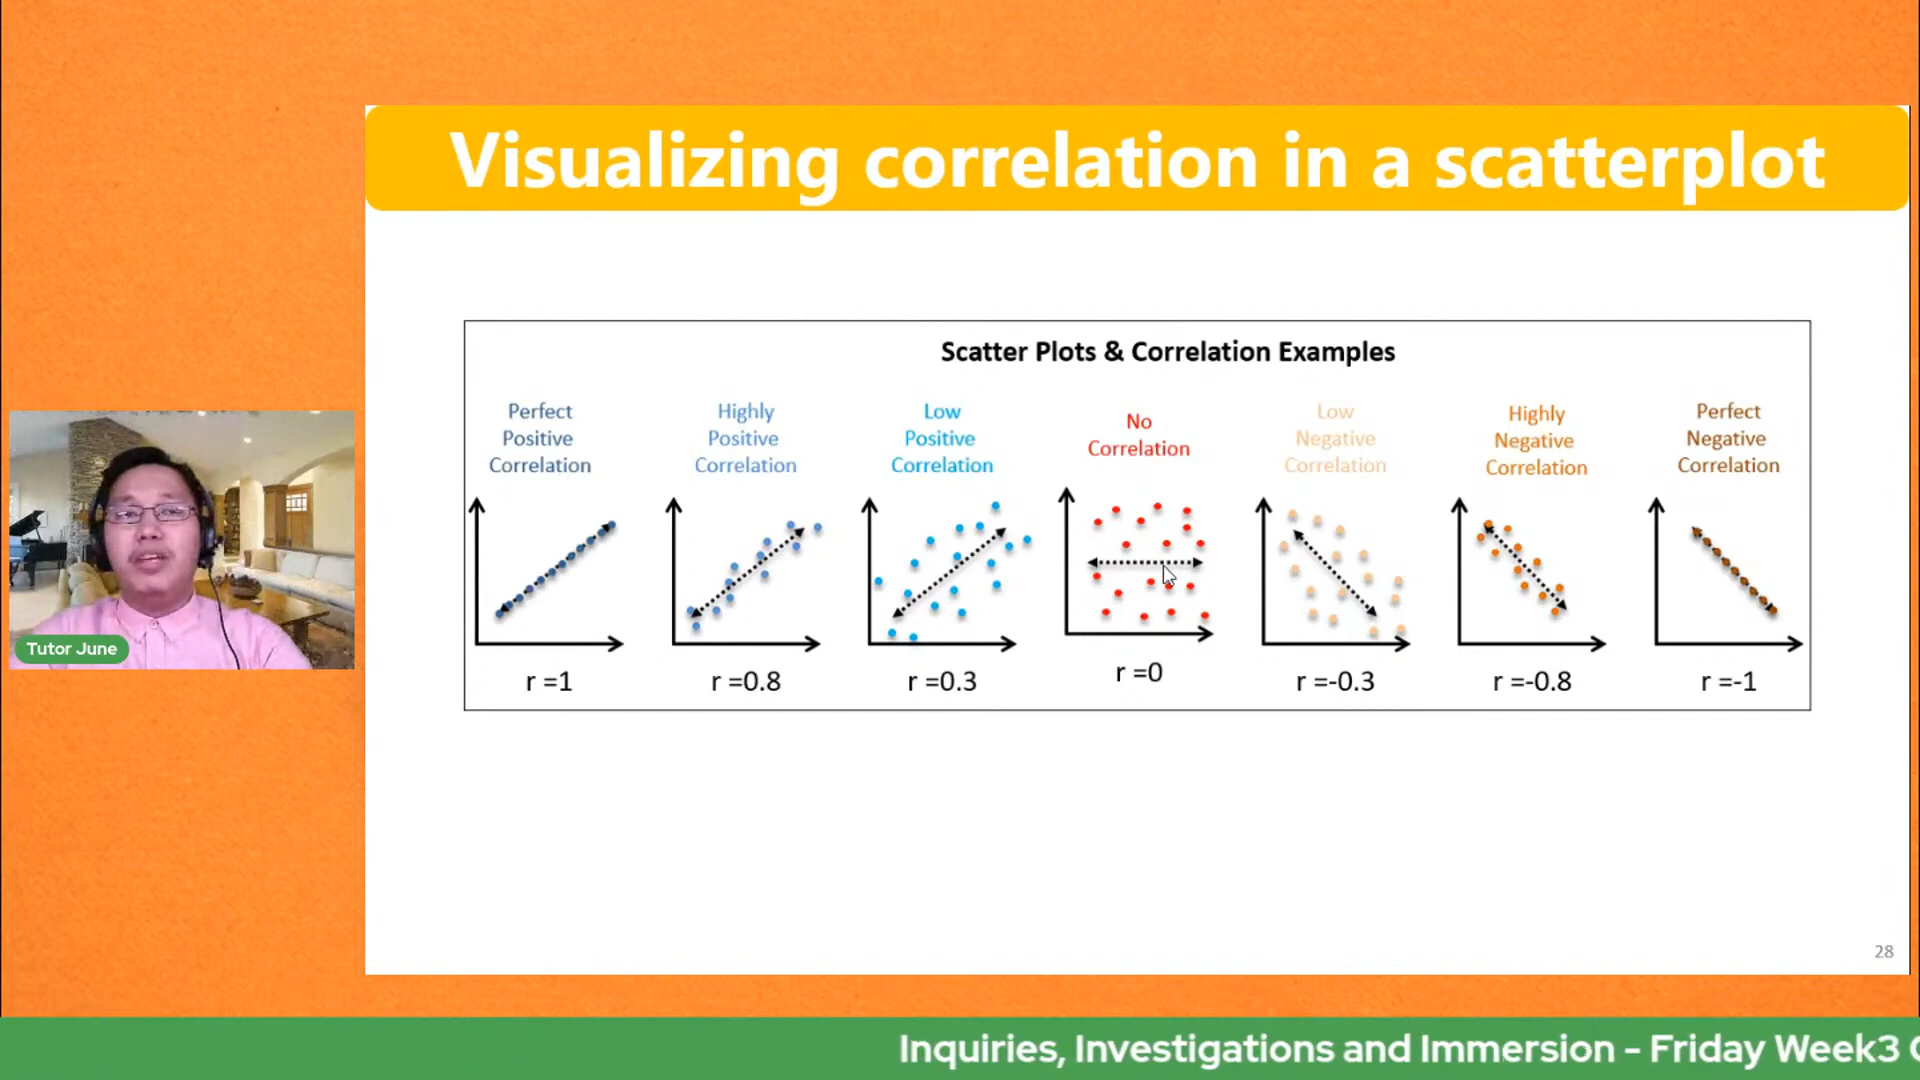 Visualizing correlation in a scatterplot
Scatter Plots & Correlation Examples
Perfect
Positive
Correlation
Highly
Positive
Correlation
Low
Positive
Correlation
No
Correlation
Low
Negative
Correlation
Highly
Negative
Correlation
Perfect
Negative
Correlation
r =1
r =0.8
r =0.3
r =0
r =-0.3
r =-0.8
r =-1
Tutor June
28
Inquiries, Investigations and Immersion - Friday Week3